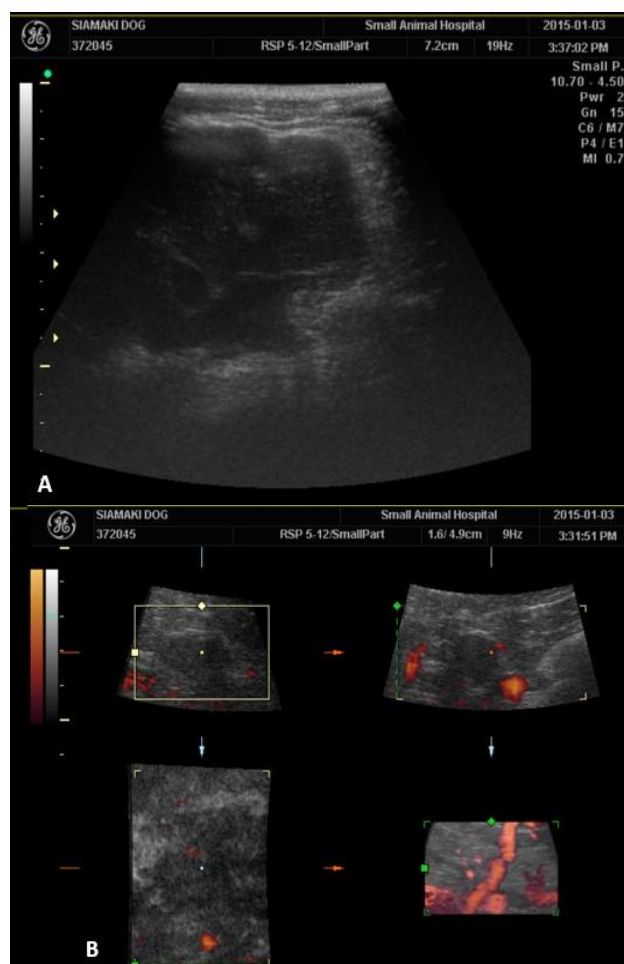 SIAMAKI DOG Small Animal Hospital 2015-01-03
372045 RSP 5-12/SmallPart 7.2cm 19Hz 3:37:02 PM
Small P.
10.70 - 4.50
Pwr 2
Gn 15
C6 / M7
P4 / E1
MI 0.7
A
SIAMAKI DOG Small Animal Hospital 2015-01-03
372045 RSP 5-12/SmallPart 1.6/ 4.9cm 9Hz 3:31:51 PM
B